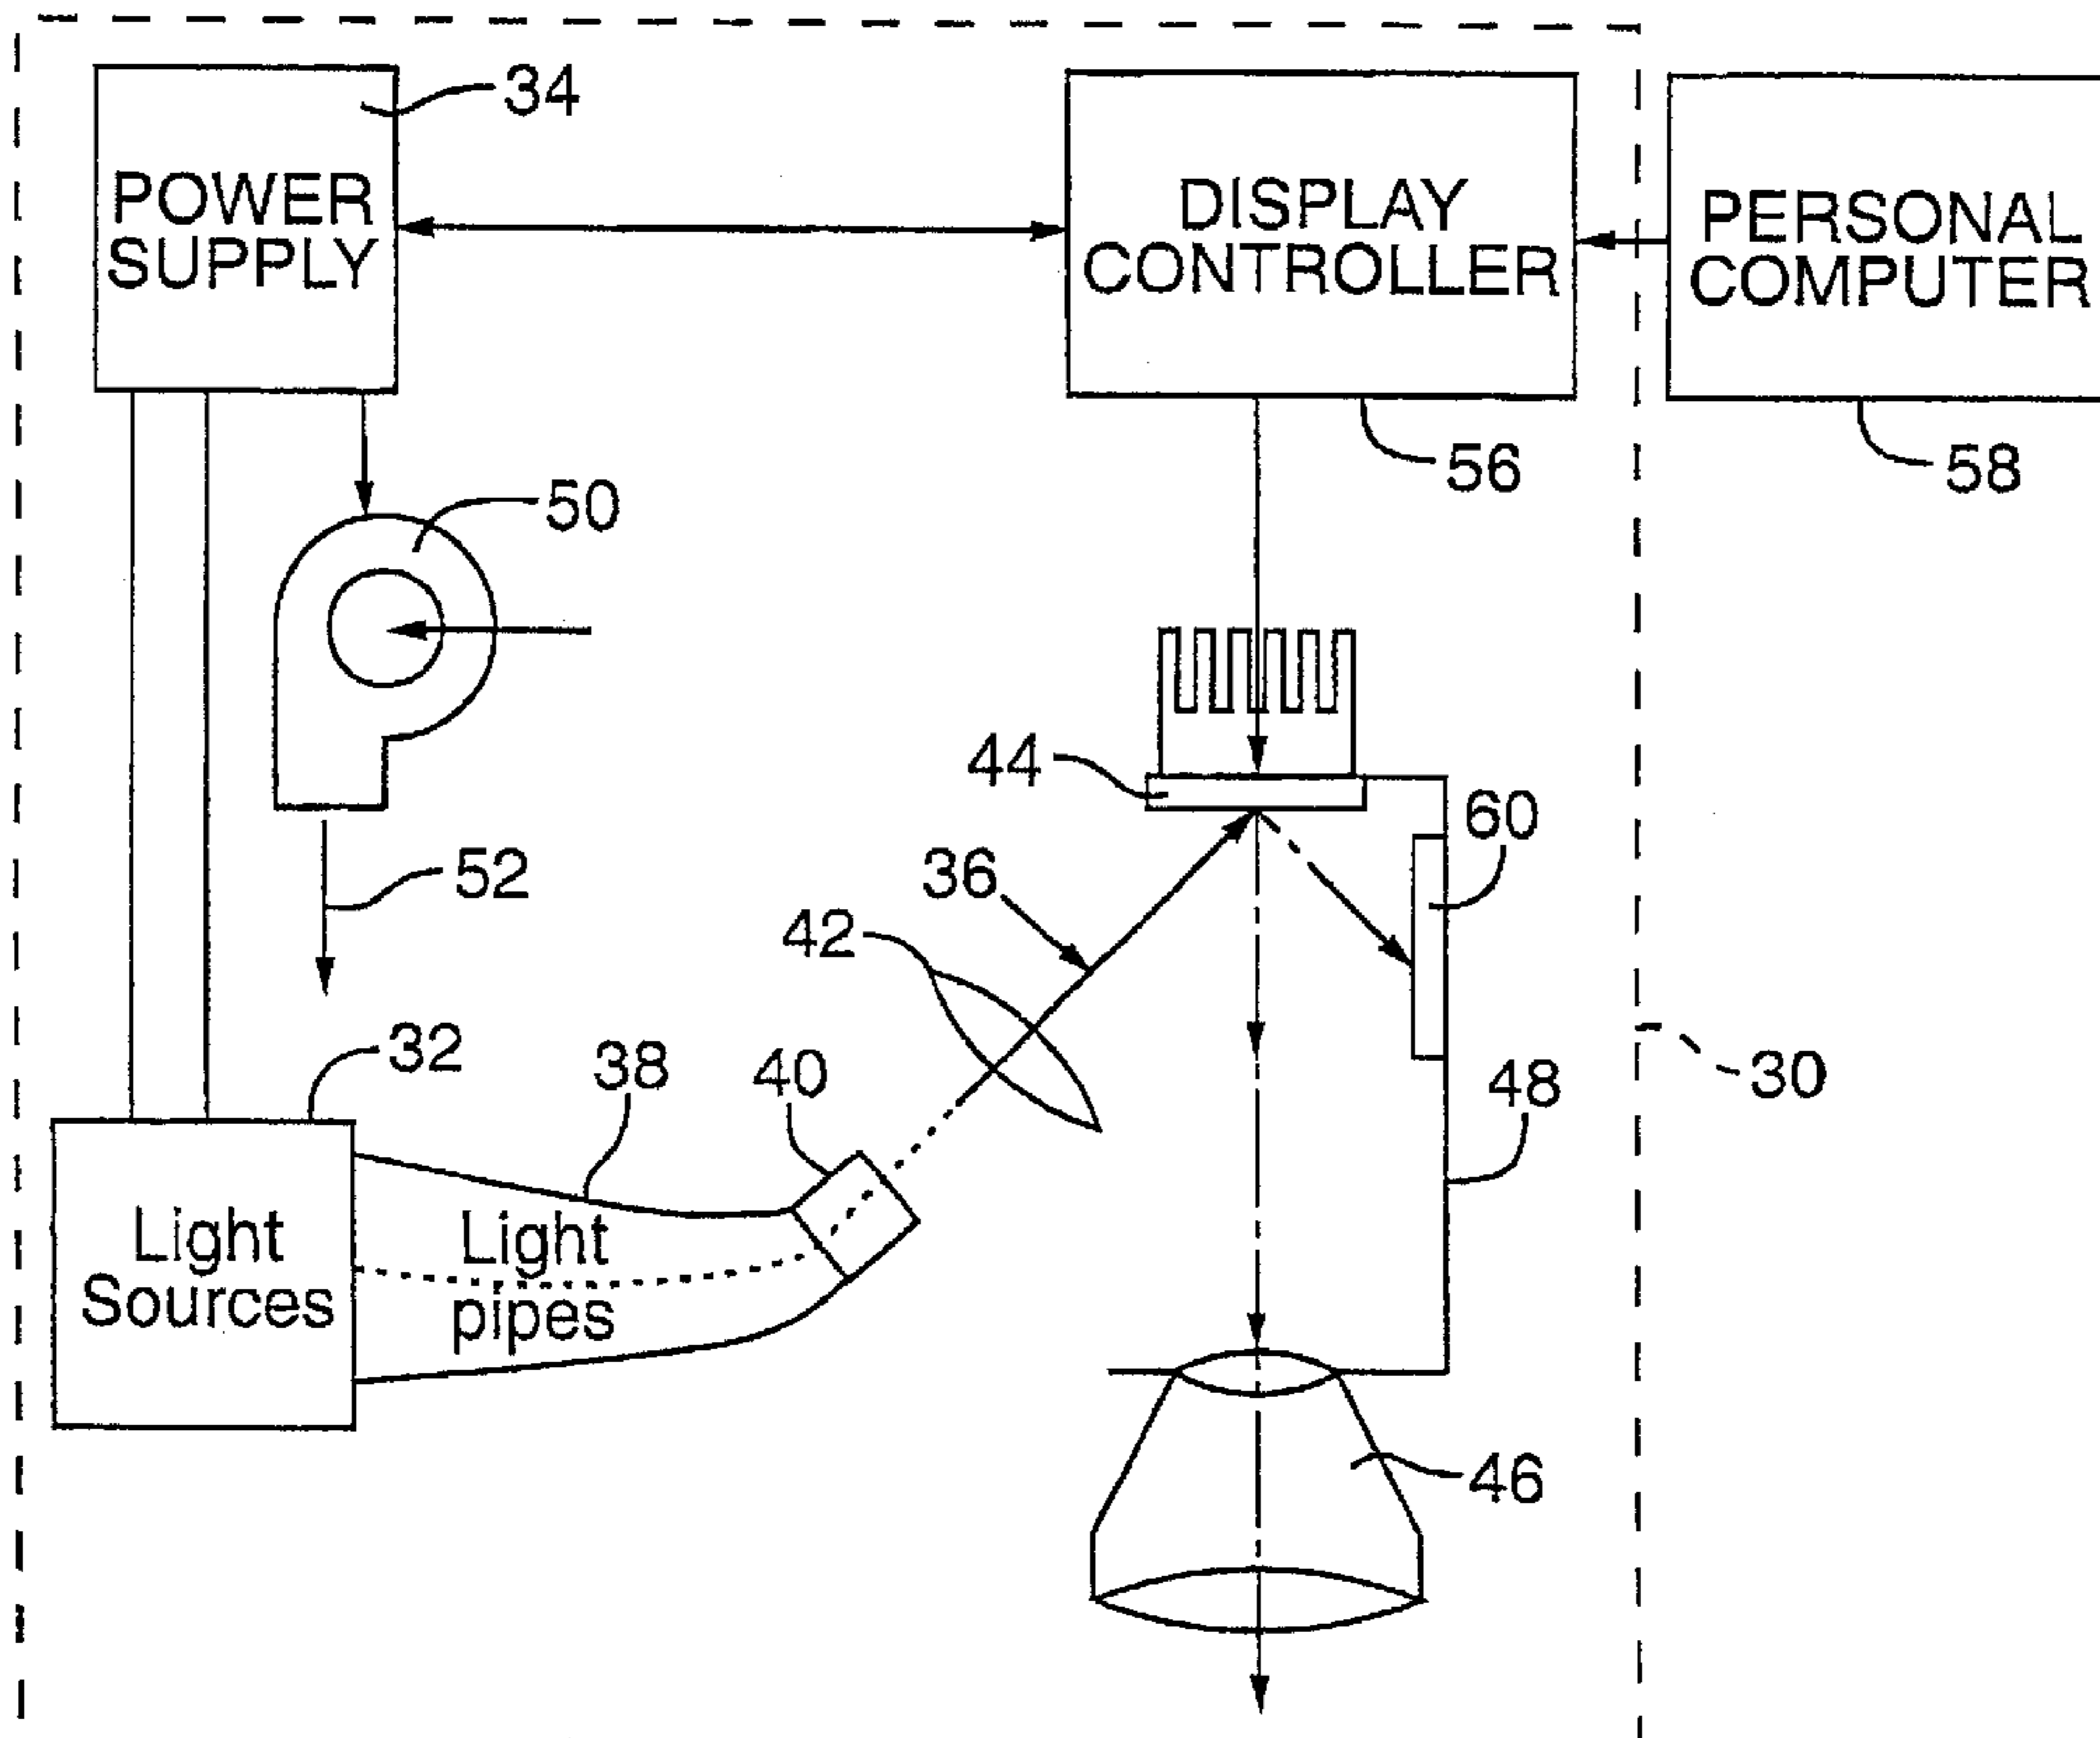 34
POWER
SUPPLY
DISPLAY
CONTROLLER
PERSONAL
COMPUTER
56
58
50
44
60
36
52
42
32
38
40
48
30
Light
Sources
Light
pipes
46